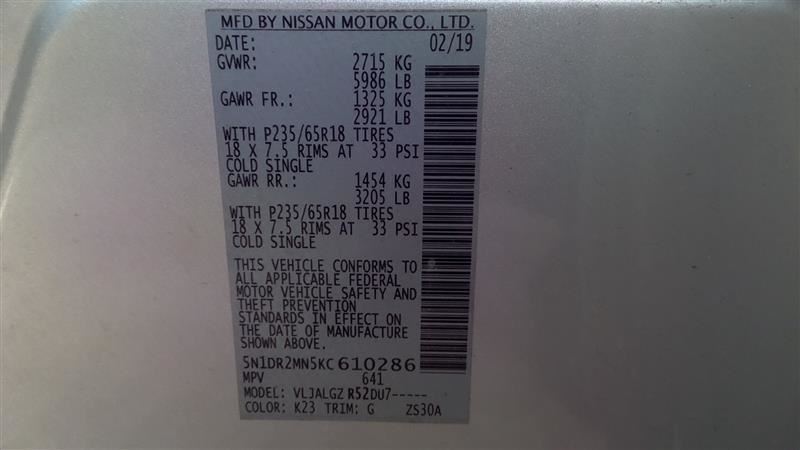 MFD BY NISSAN MOTOR CO., LTD.
DATE: 02/19
GVWR: 2715 KG
5986 LB
GAWR FR.: 1325 KG
2921 LB
WITH P235/65R18 TIRES
18 X 7.5 RIMS AT 33 PSI
COLD SINGLE
GAWR RR.: 1454 KG
3205 LB
WITH P235/65R18 TIRES
18 X 7.5 RIMS AT 33 PSI
COLD SINGLE
THIS VEHICLE CONFORMS TO
ALL APPLICABLE FEDERAL
MOTOR VEHICLE SAFETY AND
THEFT PREVENTION
STANDARDS IN EFFECT ON
THE DATE OF MANUFACTURE
SHOWN ABOVE.
5N1DR2MN5KC610286
MPV 641
MODEL: VLJALGZ R52DU7-----
COLOR: K23 TRIM: G ZS30A